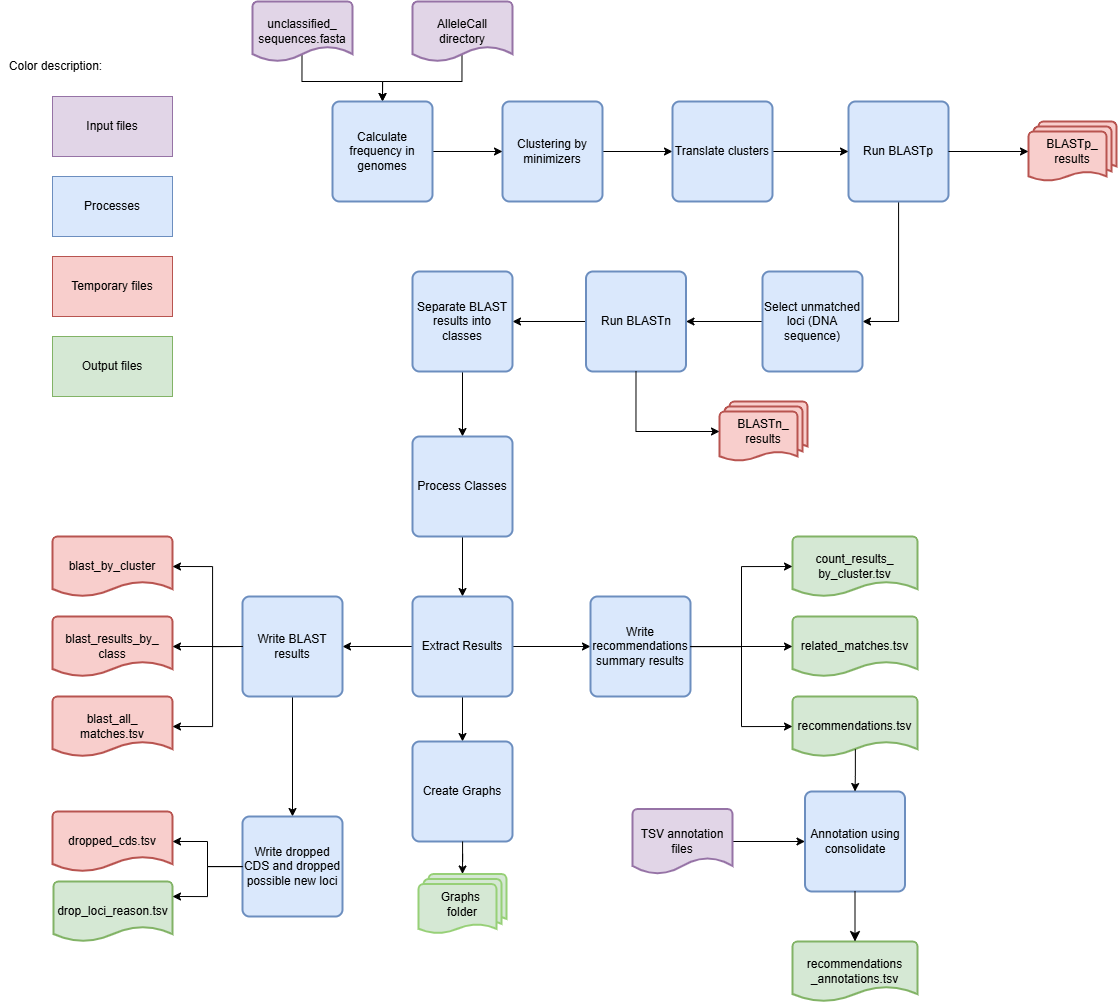 unclassified_
sequences.fasta
AlleleCall
directory
Color description:
Input files
Processes
Temporary files
Output files
Calculate
frequency in
genomes
Clustering by
minimizers
Translate clusters
Run BLASTp
BLASTp_
results
Select unmatched
loci (DNA
sequence)
Run BLASTn
Separate BLAST
results into
classes
BLASTn_
results
Process Classes
Extract Results
Write BLAST
results
blast_by_cluster
blast_results_by_
class
blast_all_
matches.tsv
Write dropped
CDS and dropped
possible new loci
dropped_cds.tsv
drop_loci_reason.tsv
Create Graphs
Graphs
folder
Write
recommendations
summary results
count_results_
by_cluster.tsv
related_matches.tsv
recommendations.tsv
TSV annotation
files
Annotation using
consolidate
recommendations
_annotations.tsv